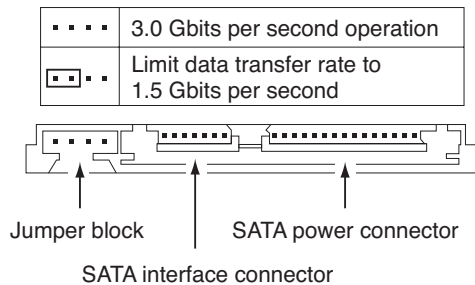 3.0 Gbits per second operation
Limit data transfer rate to
1.5 Gbits per second
Jumper block
SATA power connector
SATA interface connector